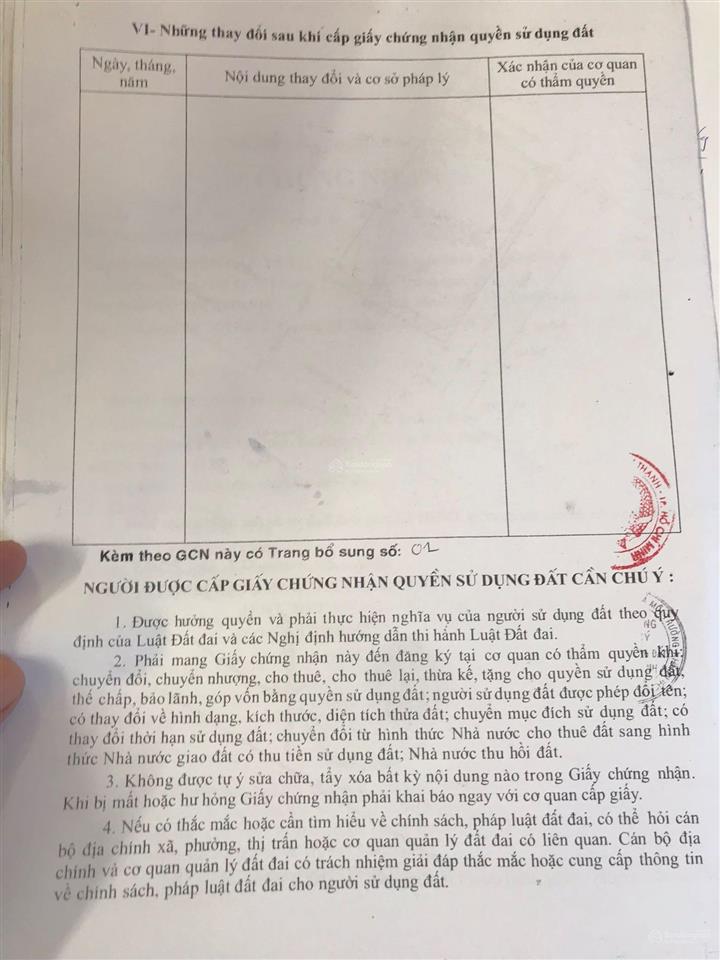 VI- Những thay đổi sau khi cấp giấy chứng nhận quyền sử dụng đất
Ngày, tháng, năm
Nội dung thay đổi và cơ sở pháp lý
Xác nhận của cơ quan có thẩm quyền
THẠNH - TP. HỒ CHÍ MINH
Kèm theo GCN này có Trang bổ sung số: 01
NGƯỜI ĐƯỢC CẤP GIẤY CHỨNG NHẬN QUYỀN SỬ DỤNG ĐẤT CẦN CHÚ Ý :
1. Được hưởng quyền và phải thực hiện nghĩa vụ của người sử dụng đất theo quy
định của Luật Đất đai và các Nghị định hướng dẫn thi hành Luật Đất đai.
2. Phải mang Giấy chứng nhận này đến đăng ký tại cơ quan có thẩm quyền khi:
chuyển đổi, chuyển nhượng, cho thuê, cho thuê lại, thừa kế, tặng cho quyền sử dụng đất,
thế chấp, bảo lãnh, góp vốn bằng quyền sử dụng đất; người sử dụng đất được phép đổi tên;
có thay đổi về hình dạng, kích thước, diện tích thửa đất; chuyển mục đích sử dụng đất; có
thay đổi thời hạn sử dụng đất; chuyển đổi từ hình thức Nhà nước cho thuê đất sang hình
thức Nhà nước giao đất có thu tiền sử dụng đất; Nhà nước thu hồi đất.
3. Không được tự ý sửa chữa, tẩy xóa bất kỳ nội dung nào trong Giấy chứng nhận.
Khi bị mất hoặc hư hỏng Giấy chứng nhận phải khai báo ngay với cơ quan cấp giấy.
4. Nếu có thắc mắc hoặc cần tìm hiểu về chính sách, pháp luật đất đai, có thể hỏi cán
bộ địa chính xã, phường, thị trấn hoặc cơ quan quản lý đất đai có liên quan. Cán bộ địa
chính và cơ quan quản lý đất đai có trách nhiệm giải đáp thắc mắc hoặc cung cấp thông tin
về chính sách, pháp luật đất đai cho người sử dụng đất.